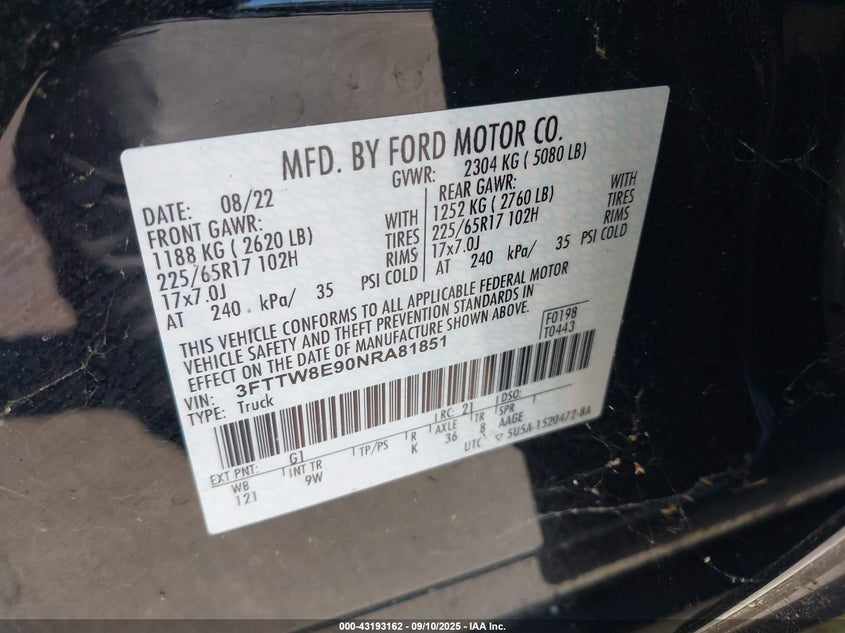 MFD. BY FORD MOTOR CO.
DATE: 08/22 GVWR: 2304 KG ( 5080 LB)
FRONT GAWR: WITH REAR GAWR: WITH
1188 KG ( 2620 LB) TIRES 1252 KG ( 2760 LB) TIRES
225/65R17 102H RIMS 225/65R17 102H RIMS
17x7.0J 17x7.0J
AT 240 kPa/ 35 PSI COLD AT 240 kPa/ 35 PSI COLD
THIS VEHICLE CONFORMS TO ALL APPLICABLE FEDERAL MOTOR
VEHICLE SAFETY AND THEFT PREVENTION STANDARDS IN
EFFECT ON THE DATE OF MANUFACTURE SHOWN ABOVE.
F0198
T0443
VIN: 3FTTW8E90NRA81851
TYPE: Truck
LRC: 21 DSO:
EXT PNT: G1 TP/PS R AXLE TR SPR
WB INT TR K 36 8 AAGE
121 9W UTC ▽ 5U5A-1520472-BA
000-43193162 - 09/10/2025 - IAA Inc.